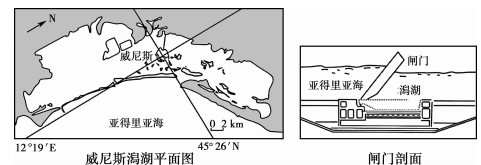 N
威尼斯
亚得里亚海
0 2 km
12°19′E
45°26′N
威尼斯潟湖平面图
闸门
亚得里亚海
潟湖
闸门剖面